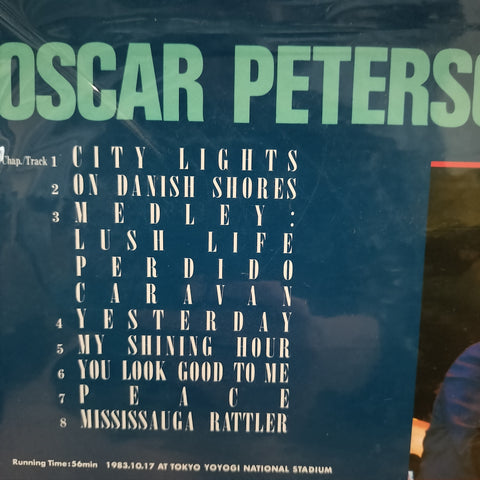 OSCAR PETERS
Chap./Track 1 CITY LIGHTS
2 ON DANISH SHORES
3 MEDLEY:
LUSH LIFE
PERDIDO
CARAVAN
4 YESTERDAY
5 MY SHINING HOUR
6 YOU LOOK GOOD TO ME
7 PEACE
8 MISSISSAUGA RATTLER
Running Time: 56min 1983.10.17 AT TOKYO YOYOGI NATIONAL STADIUM